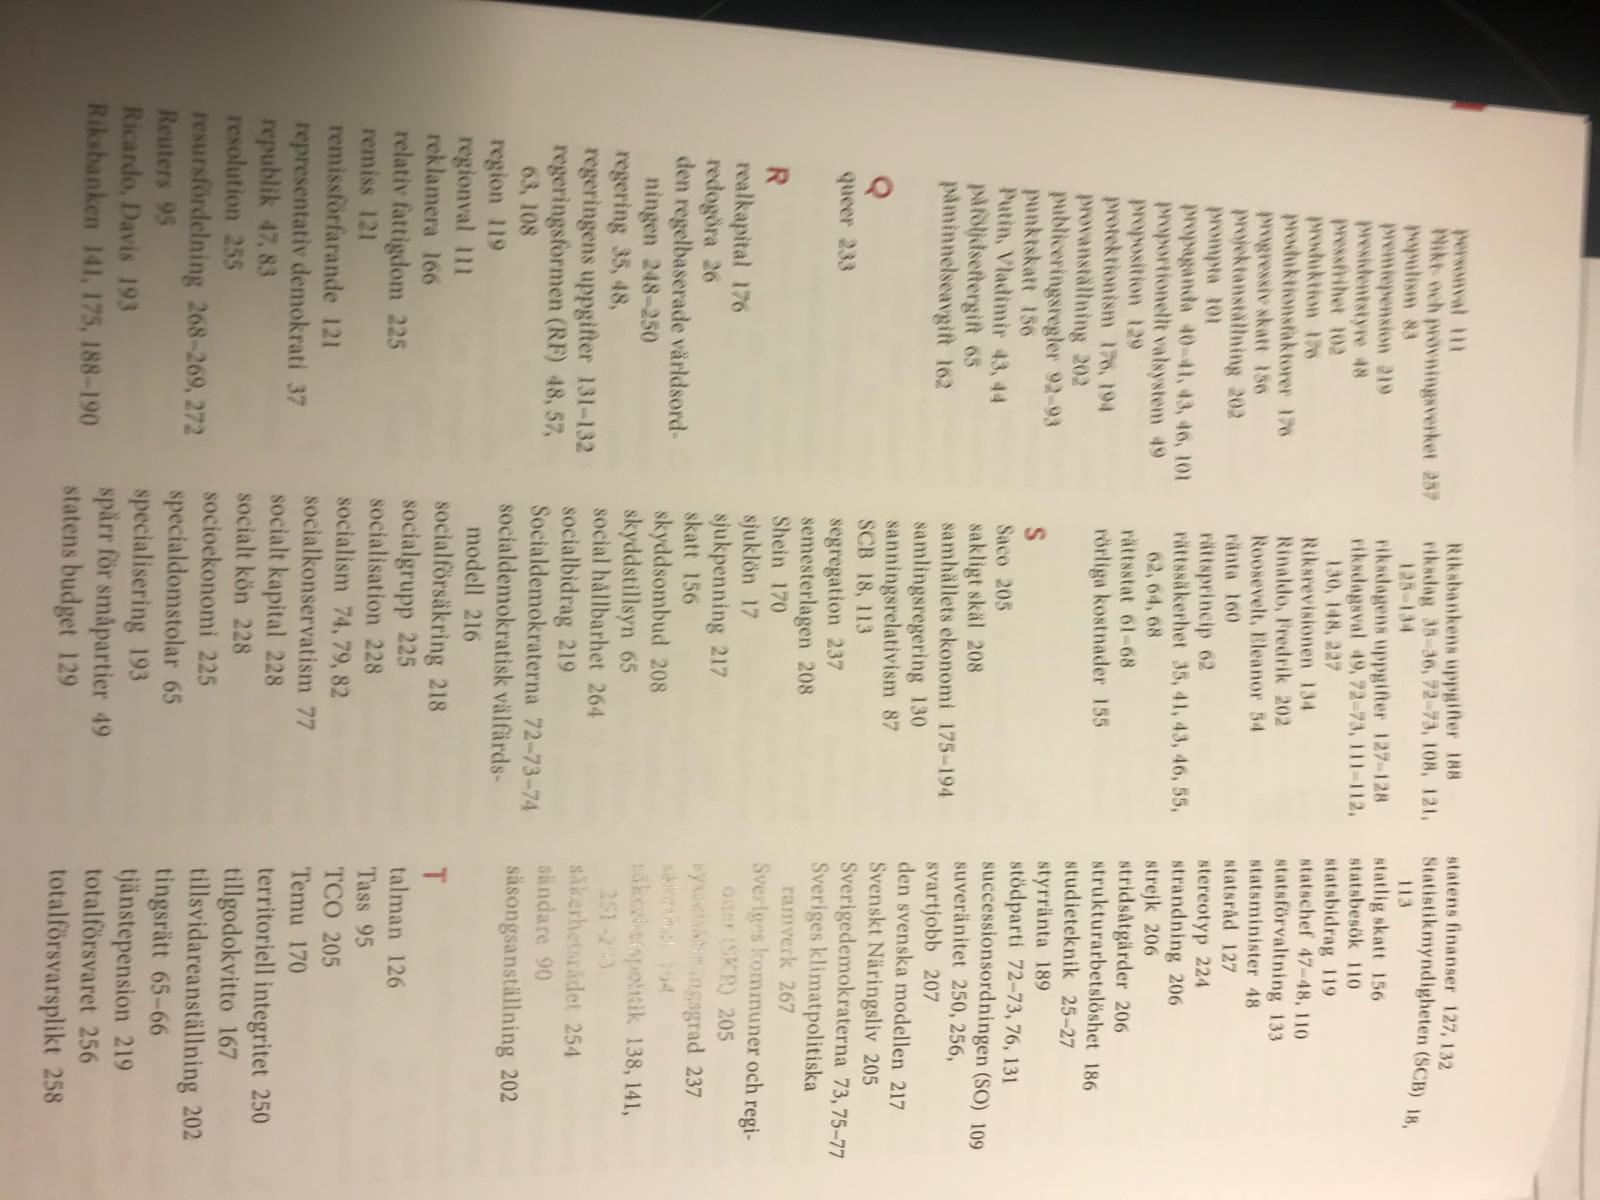 personval 111
Plikt- och prövningsverket 257
populism 83
premiepension 219
presidentstyre 48
pressfrihet 102
produktion 176
produktionsfaktorer 176
progressiv skatt 156
projektanställning 202
prompta 101
propaganda 40–41, 43, 46, 101
proportionellt valsystem 49
proposition 129
protektionism 176, 194
provanställning 202
publiceringsregler 92–93
punktskatt 156
Putin, Vladimir 43, 44
påföljdseftergift 65
påminnelseavgift 162
Q
queer 233
R
realkapital 176
redogöra 26
den regelbaserade världsord-
ningen 248–250
regering 35, 48,
regeringens uppgifter 131–132
regeringsformen (RF) 48, 57,
63, 108
region 119
regionval 111
reklamera 166
relativ fattigdom 225
remiss 121
remissförfarande 121
representativ demokrati 37
republik 47, 83
resolution 255
resursfördelning 268–269, 272
Reuters 95
Ricardo, Davis 193
Riksbanken 141, 175, 188–190
Riksbankens uppgifter 188
riksdag 35–36, 72–73, 108, 121,
125–134
riksdagens uppgifter 127–128
riksdagsval 49, 72–73, 111–112,
130, 148, 227
Riksrevisionen 134
Rinaldo, Fredrik 202
Roosevelt, Eleanor 54
ränta 160
rättsprincip 62
rättssäkerhet 35, 41, 43, 46, 55,
62, 64, 68
rättsstat 61–68
rörliga kostnader 155
S
Saco 205
sakligt skäl 208
samhällets ekonomi 175–194
samlingsregering 130
sanningsrelativism 87
SCB 18, 113
segregation 237
semesterlagen 208
Shein 170
sjuklön 17
sjukpenning 217
skatt 156
skyddsombud 208
skyddstillsyn 65
social hållbarhet 264
socialbidrag 219
Socialdemokraterna 72–73–74
socialdemokratisk välfärds-
modell 216
socialförsäkring 218
socialgrupp 225
socialisation 228
socialism 74, 79, 82
socialkonservatism 77
socialt kapital 228
socialt kön 228
socioekonomi 225
specialdomstolar 65
specialisering 193
spärr för småpartier 49
statens budget 129
statens finanser 127, 132
Statistikmyndigheten (SCB) 18,
113
statlig skatt 156
statsbesök 110
statsbidrag 119
statschef 47–48, 110
statsförvaltning 133
statsminister 48
statsråd 127
stereotyp 224
strandning 206
strejk 206
stridsåtgärder 206
strukturarbetslöshet 186
studieteknik 25–27
styrränta 189
stödparti 72–73, 76, 131
successionsordningen (SO) 109
suveränitet 250, 256,
svartjobb 207
den svenska modellen 217
Svenskt Näringsliv 205
Sverigedemokraterna 73, 75–77
Sveriges klimatpolitiska
ramverk 267
Sveriges kommuner och regi-
oner (SKR) 205
237
säkerhetspolitik 138, 141,
säkerhetsrådet 254
sändare 90
säsongsanställning 202
T
talman 126
Tass 95
TCO 205
Temu 170
territoriell integritet 250
tillgodokvitto 167
tillsvidareanställning 202
tingsrätt 65–66
tjänstepension 219
totalförsvaret 256
totalförsvarsplikt 258